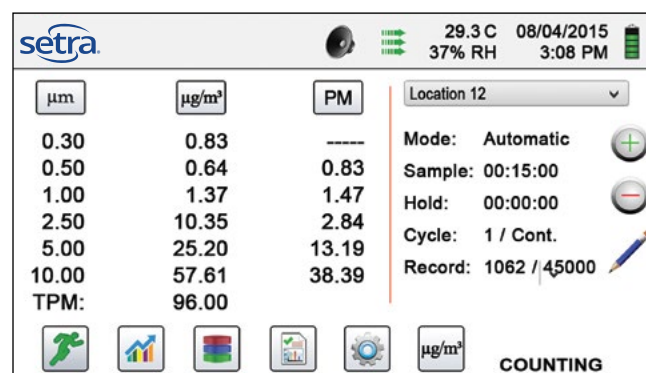 setra.
29.3 C 08/04/2015
37% RH 3:08 PM
µm µg/m³ PM
0.30 0.83 -----
0.50 0.64 0.83
1.00 1.37 1.47
2.50 10.35 2.84
5.00 25.20 13.19
10.00 57.61 38.39
TPM: 96.00
Location 12
Mode: Automatic
Sample: 00:15:00
Hold: 00:00:00
Cycle: 1 / Cont.
Record: 1062 / 45000
µg/m³
COUNTING